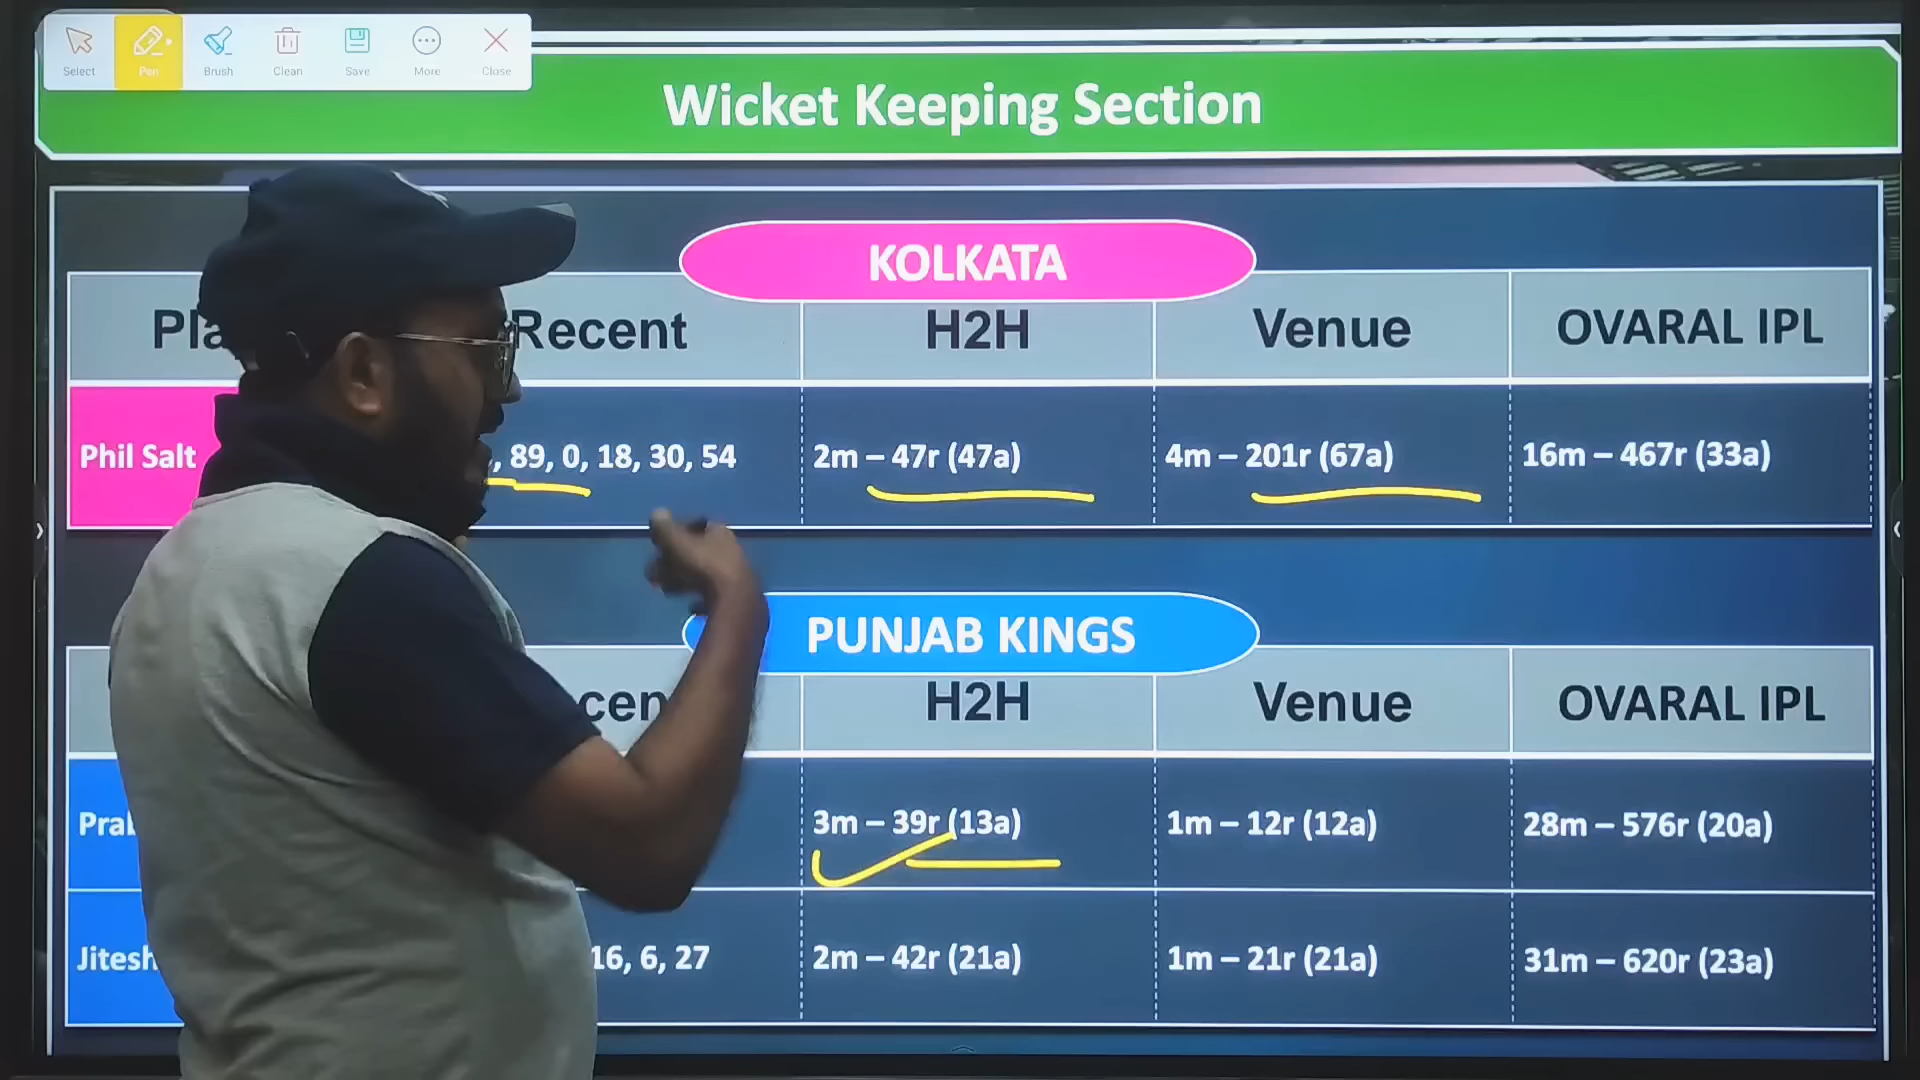 Select Pen Brush Clean Save More Close
Wicket Keeping Section
KOLKATA
Recent H2H Venue OVARAL IPL
Phil Salt 89, 0, 18, 30, 54 2m – 47r (47a) 4m – 201r (67a) 16m – 467r (33a)
PUNJAB KINGS
H2H Venue OVARAL IPL
3m – 39r (13a) 1m – 12r (12a) 28m – 576r (20a)
Jitesh 16, 6, 27 2m – 42r (21a) 1m – 21r (21a) 31m – 620r (23a)